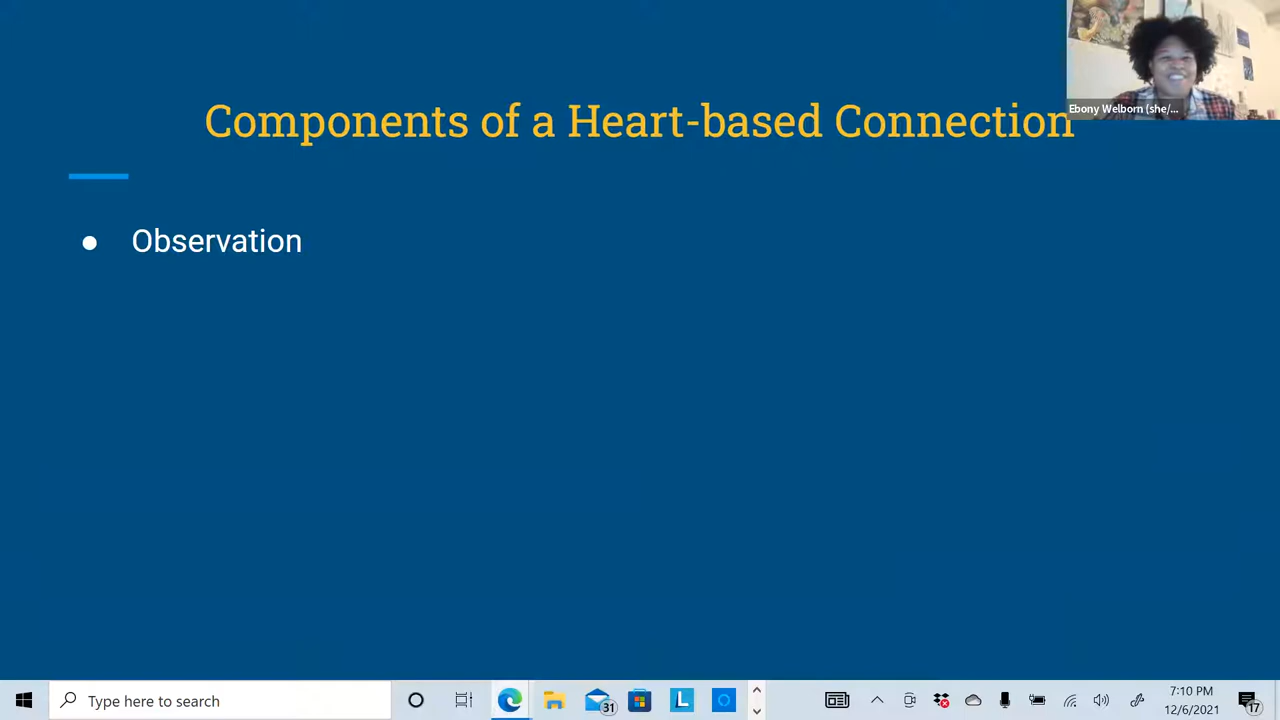 Components of a Heart-based Connection
Ebony Welborn (she/...
● Observation
Type here to search
31
L
7:10 PM
12/6/2021
17